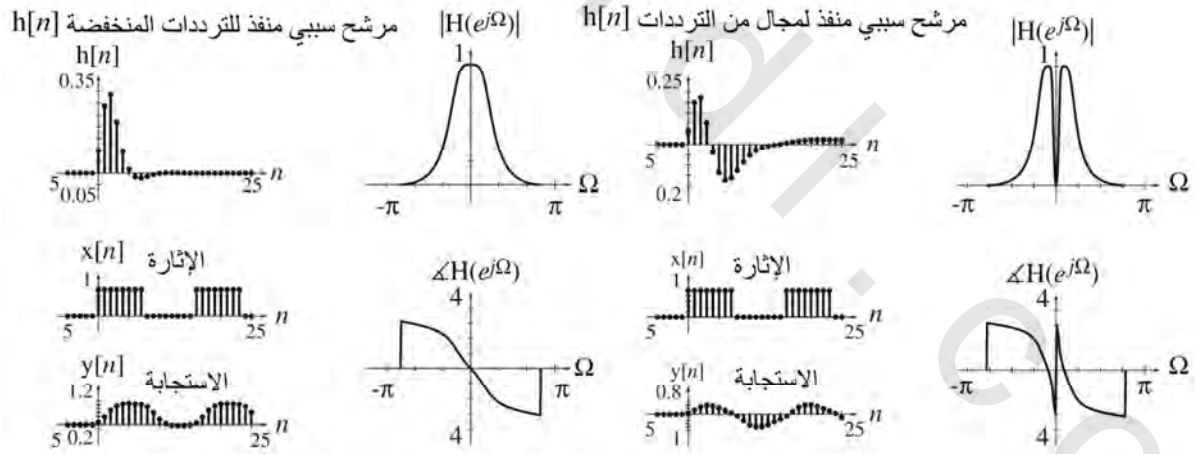 مرشح سببي منفذ للترددات المنخفضة h[n]
|H(e^{jΩ})|
مرشح سببي منفذ لمجال من الترددات h[n]
|H(e^{jΩ})|
h[n]
0.35
5
0.05
25
n
1
-π
π
Ω
h[n]
0.25
5
0.2
25
n
1
-π
π
Ω
x[n]
الإثارة
1
5
25
n
∡H(e^{jΩ})
4
-π
π
Ω
4
x[n]
الإثارة
1
5
25
n
∡H(e^{jΩ})
4
-π
π
Ω
4
y[n]
الاستجابة
1.2
5
0.2
25
n
y[n]
الاستجابة
0.8
5
1
25
n